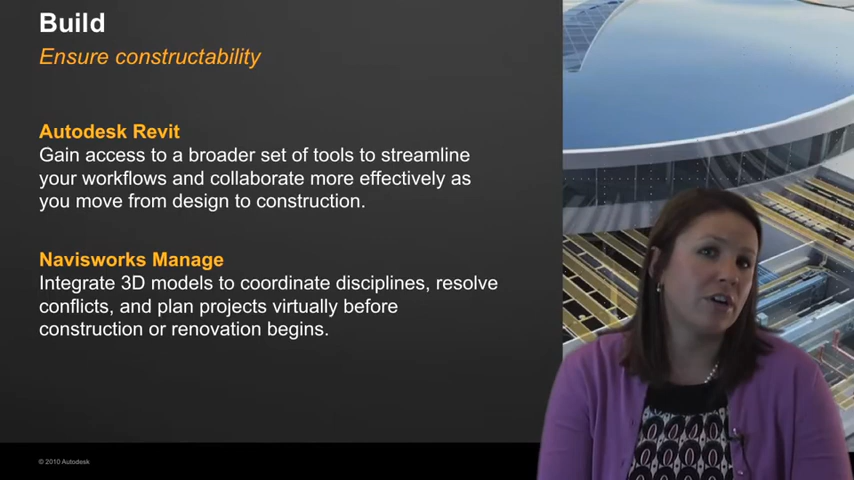 Build
Ensure constructability
Autodesk Revit
Gain access to a broader set of tools to streamline
your workflows and collaborate more effectively as
you move from design to construction.
Navisworks Manage
Integrate 3D models to coordinate disciplines, resolve
conflicts, and plan projects virtually before
construction or renovation begins.
© 2010 Autodesk